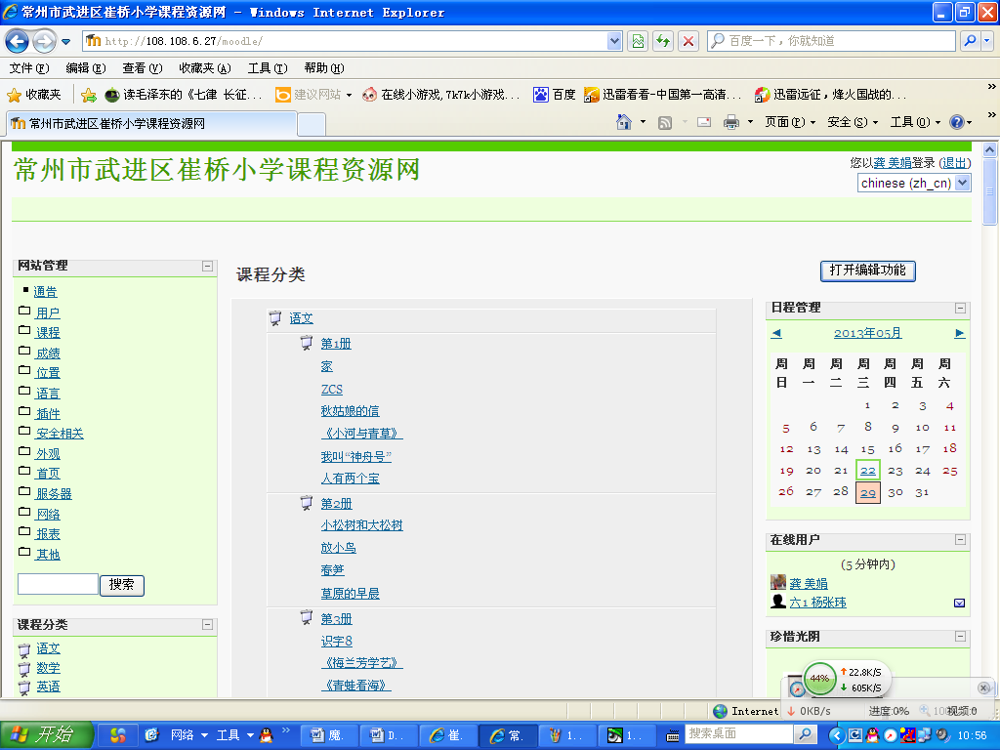 常州市武进区崔桥小学课程资源网 - Windows Internet Explorer
http://108.108.6.27/moodle/
百度一下，你就知道
文件(F) 编辑(E) 查看(V) 收藏夹(A) 工具(T) 帮助(H)
收藏夹 读毛泽东的《七律 长征... 建议网站 在线小游戏,7k7k小游戏... 百度 迅雷看看-中国第一高清... 迅雷远征，烽火国战的... »
常州市武进区崔桥小学课程资源网
页面(P) 安全(S) 工具(O) »
常州市武进区崔桥小学课程资源网
您以龚 美娟登录 (退出)
chinese (zh_cn)
网站管理
通告
用户
课程
成绩
位置
语言
插件
安全相关
外观
首页
服务器
网络
报表
其他
搜索
课程分类
语文
数学
英语
课程分类
语文
第1册
家
ZCS
秋姑娘的信
《小河与青草》
我叫“神舟号”
人有两个宝
第2册
小松树和大松树
放小鸟
春笋
草原的早晨
第3册
识字8
《梅兰芳学艺》
《青蛙看海》
打开编辑功能
日程管理
◄ 2013年05月 ►
周日 周一 周二 周三 周四 周五 周六
1 2 3 4
5 6 7 8 9 10 11
12 13 14 15 16 17 18
19 20 21 22 23 24 25
26 27 28 29 30 31
在线用户
(5 分钟内)
龚 美娟
六1 杨张玮
珍惜光阴
44% 22.8K/S
605K/S
Internet 0KB/s 进度:0% 视频:0
开始 网络 工具 » 魔. D.. 崔. 常. 1.. 1.. 搜索桌面 10:56